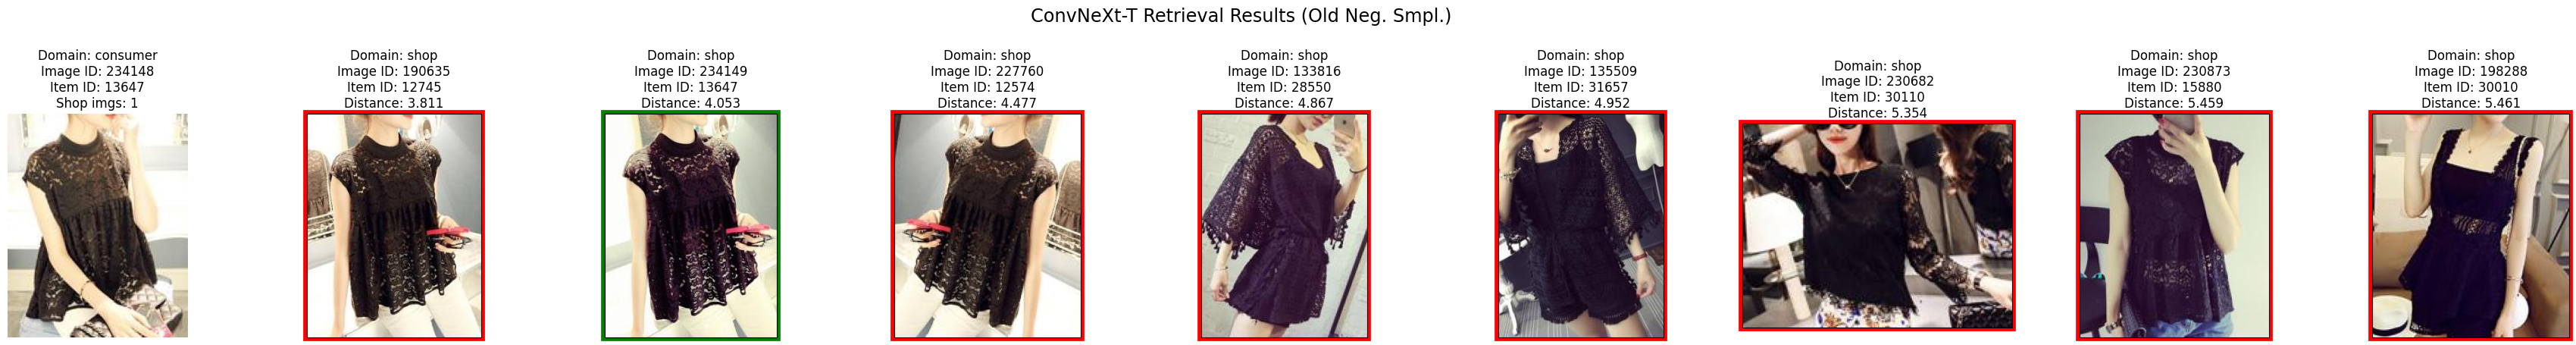 ConvNeXt-T Retrieval Results (Old Neg. Smpl.)
Domain: consumer
Image ID: 234148
Item ID: 13647
Shop imgs: 1
Domain: shop
Image ID: 190635
Item ID: 12745
Distance: 3.811
Domain: shop
Image ID: 234149
Item ID: 13647
Distance: 4.053
Domain: shop
Image ID: 227760
Item ID: 12574
Distance: 4.477
Domain: shop
Image ID: 133816
Item ID: 28550
Distance: 4.867
Domain: shop
Image ID: 135509
Item ID: 31657
Distance: 4.952
Domain: shop
Image ID: 230682
Item ID: 30110
Distance: 5.354
Domain: shop
Image ID: 230873
Item ID: 15880
Distance: 5.459
Domain: shop
Image ID: 198288
Item ID: 30010
Distance: 5.461